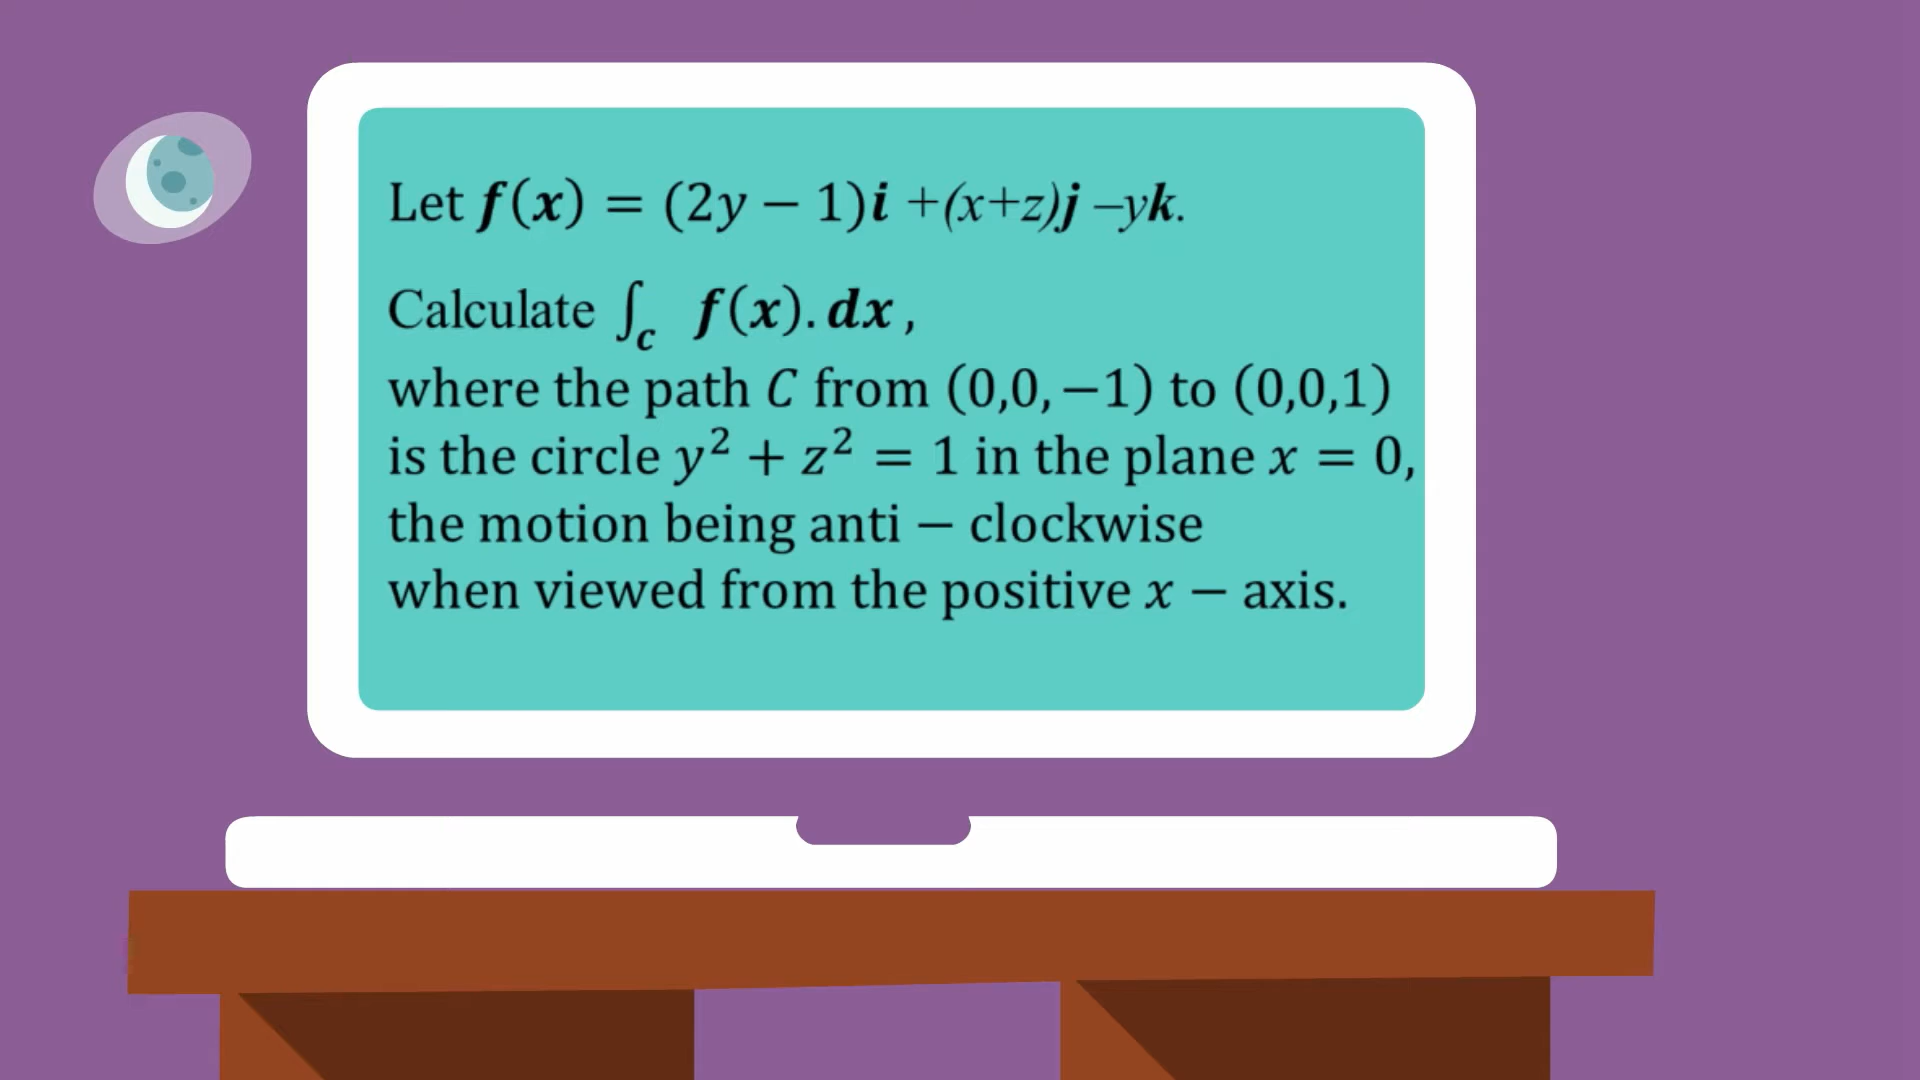 Let f(x) = (2y − 1)i +(x+z)j –yk.
Calculate ∫c f(x). dx ,
where the path C from (0,0, −1) to (0,0,1)
is the circle y² + z² = 1 in the plane x = 0,
the motion being anti − clockwise
when viewed from the positive x − axis.